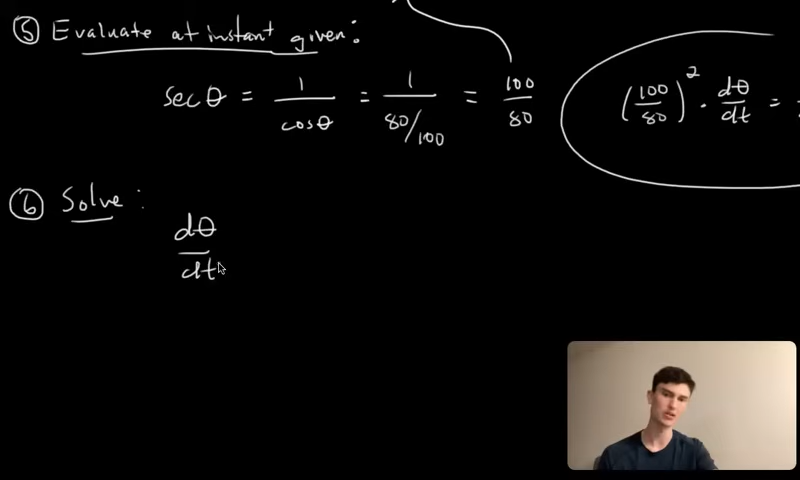 ⑤ Evaluate at instant given:
secθ = 1/cosθ = 1/(80/100) = 100/80
(100/80)² · dθ/dt =
⑥ Solve:
dθ/dt